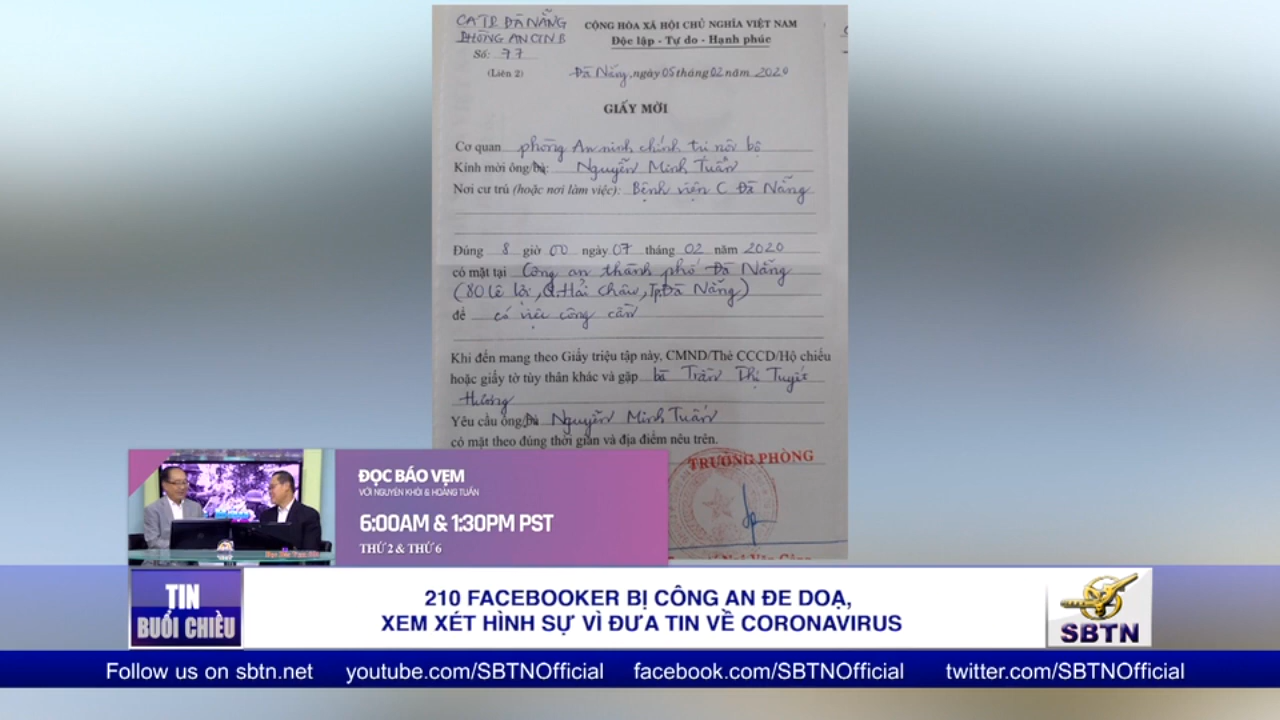 CATP ĐÀ NẴNG
PHÒNG ANCTNB
Số: 77
(Liên 2)
CỘNG HÒA XÃ HỘI CHỦ NGHĨA VIỆT NAM
Độc lập - Tự do - Hạnh phúc
Đà Nẵng, ngày 05 tháng 02 năm 2020
GIẤY MỜI
Cơ quan phòng An ninh chính trị nội bộ
Kính mời ông/bà: Nguyễn Minh Tuấn
Nơi cư trú (hoặc nơi làm việc): Bệnh viện C Đà Nẵng
Đúng 8 giờ 00 ngày 07 tháng 02 năm 2020
có mặt tại Công an thành phố Đà Nẵng
(80 Lê Lợi, Q. Hải Châu, Tp. Đà Nẵng)
để có việc công cần
Khi đến mang theo Giấy triệu tập này, CMND/Thẻ CCCD/Hộ chiếu
hoặc giấy tờ tùy thân khác và gặp bà Trần Thị Tuyết
Hương
Yêu cầu ông/bà Nguyễn Minh Tuấn
có mặt theo đúng thời gian và địa điểm nêu trên.
TRƯỞNG PHÒNG
ĐỌC BÁO VẸM
VỚI NGUYÊN KHÔI & HOÀNG TUẤN
6:00AM & 1:30PM PST
THỨ 2 & THỨ 6
TIN
BUỔI CHIỀU
210 FACEBOOKER BỊ CÔNG AN ĐE DOẠ,
XEM XÉT HÌNH SỰ VÌ ĐƯA TIN VỀ CORONAVIRUS
SBTN
Follow us on sbtn.net youtube.com/SBTNOfficial facebook.com/SBTNOfficial twitter.com/SBTNOfficial